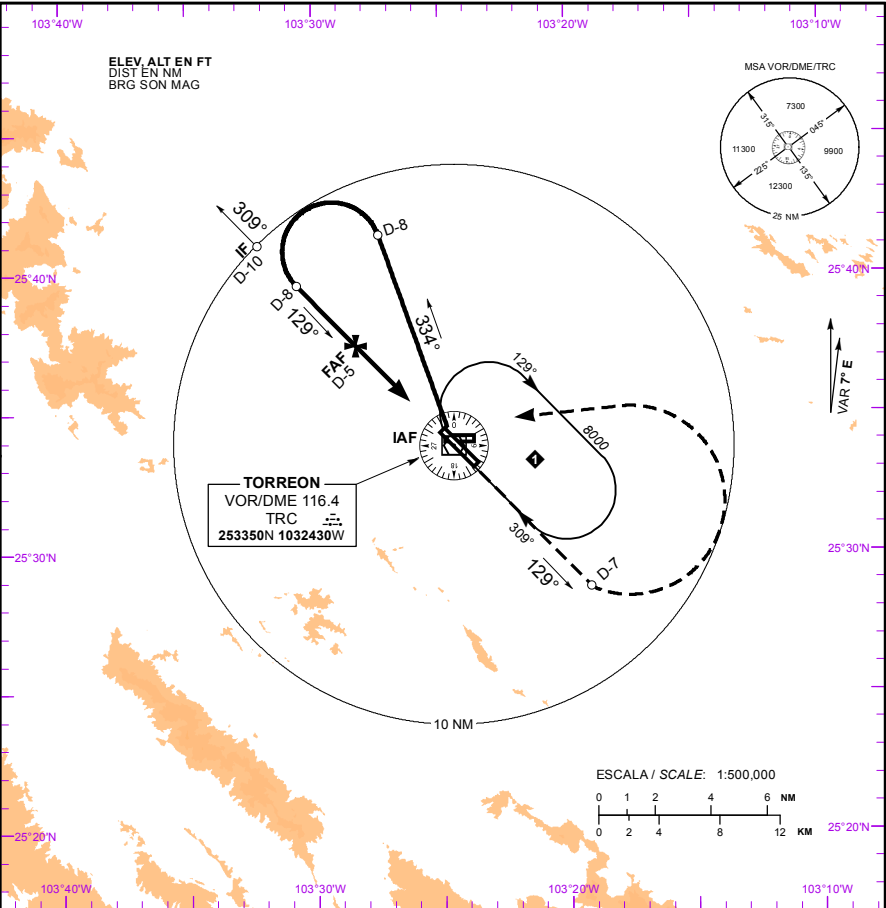 103°40'W
103°30'W
103°20'W
103°10'W
ELEV, ALT EN FT
DIST EN NM
BRG SON MAG
MSA VOR/DME/TRC
7300
315°
045°
11300
9900
225°
135°
12300
25 NM
309°
IF
D-10
D-8
25°40'N
25°40'N
D-8
129°
334°
FAF
D-5
VAR 7° E
129°
8000
IAF
0
27
9
18
1
TORREON
VOR/DME 116.4
TRC
253350N 1032430W
309°
129°
D-7
25°30'N
25°30'N
10 NM
ESCALA / SCALE: 1:500,000
0 1 2 4 6 NM
0 2 4 8 12 KM
25°20'N
25°20'N
103°40'W
103°30'W
103°20'W
103°10'W